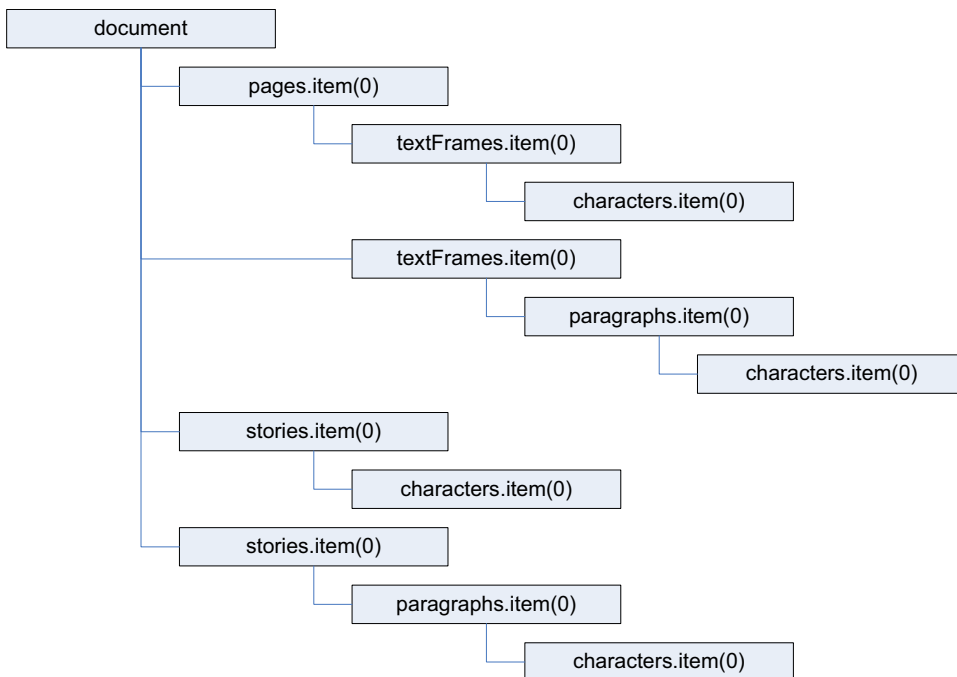 document
pages.item(0)
textFrames.item(0)
characters.item(0)
textFrames.item(0)
paragraphs.item(0)
characters.item(0)
stories.item(0)
characters.item(0)
stories.item(0)
paragraphs.item(0)
characters.item(0)